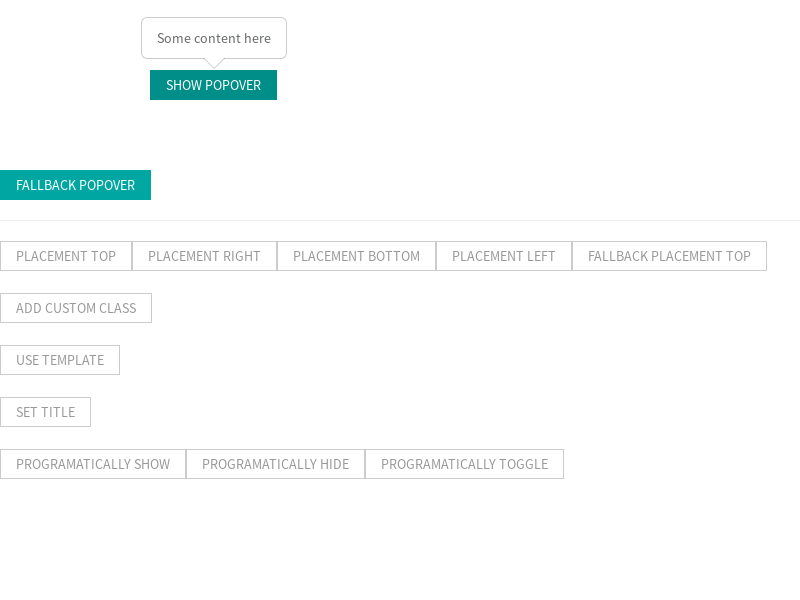 Some content here
SHOW POPOVER
FALLBACK POPOVER
PLACEMENT TOP PLACEMENT RIGHT PLACEMENT BOTTOM PLACEMENT LEFT FALLBACK PLACEMENT TOP
ADD CUSTOM CLASS
USE TEMPLATE
SET TITLE
PROGRAMATICALLY SHOW PROGRAMATICALLY HIDE PROGRAMATICALLY TOGGLE